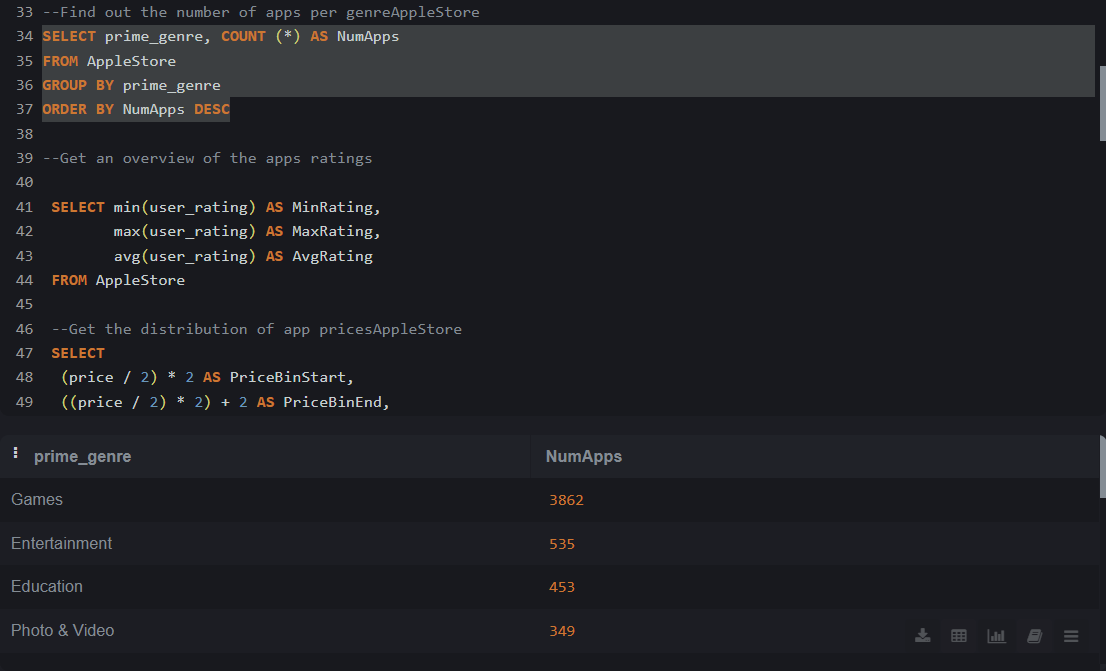 33 --Find out the number of apps per genreAppleStore
34 SELECT prime_genre, COUNT (*) AS NumApps
35 FROM AppleStore
36 GROUP BY prime_genre
37 ORDER BY NumApps DESC
38
39 --Get an overview of the apps ratings
40
41 SELECT min(user_rating) AS MinRating,
42 max(user_rating) AS MaxRating,
43 avg(user_rating) AS AvgRating
44 FROM AppleStore
45
46 --Get the distribution of app pricesAppleStore
47 SELECT
48 (price / 2) * 2 AS PriceBinStart,
49 ((price / 2) * 2) + 2 AS PriceBinEnd,
prime_genre NumApps
Games 3862
Entertainment 535
Education 453
Photo & Video 349